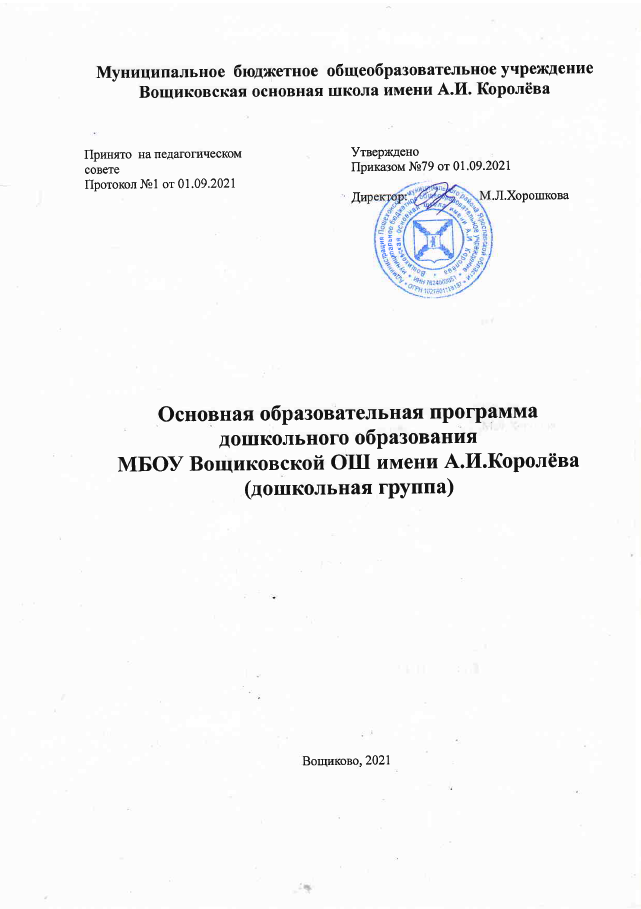 Муниципальное бюджетное общеобразовательное учреждение
Вощиковская основная школа имени А.И. Королёва
Принято на педагогическом
совете
Протокол №1 от 01.09.2021
Утверждено
Приказом №79 от 01.09.2021
Директор: М.Л.Хорошкова
Основная образовательная программа
дошкольного образования
МБОУ Вощиковской ОШ имени А.И.Королёва
(дошкольная группа)
Вощиково, 2021